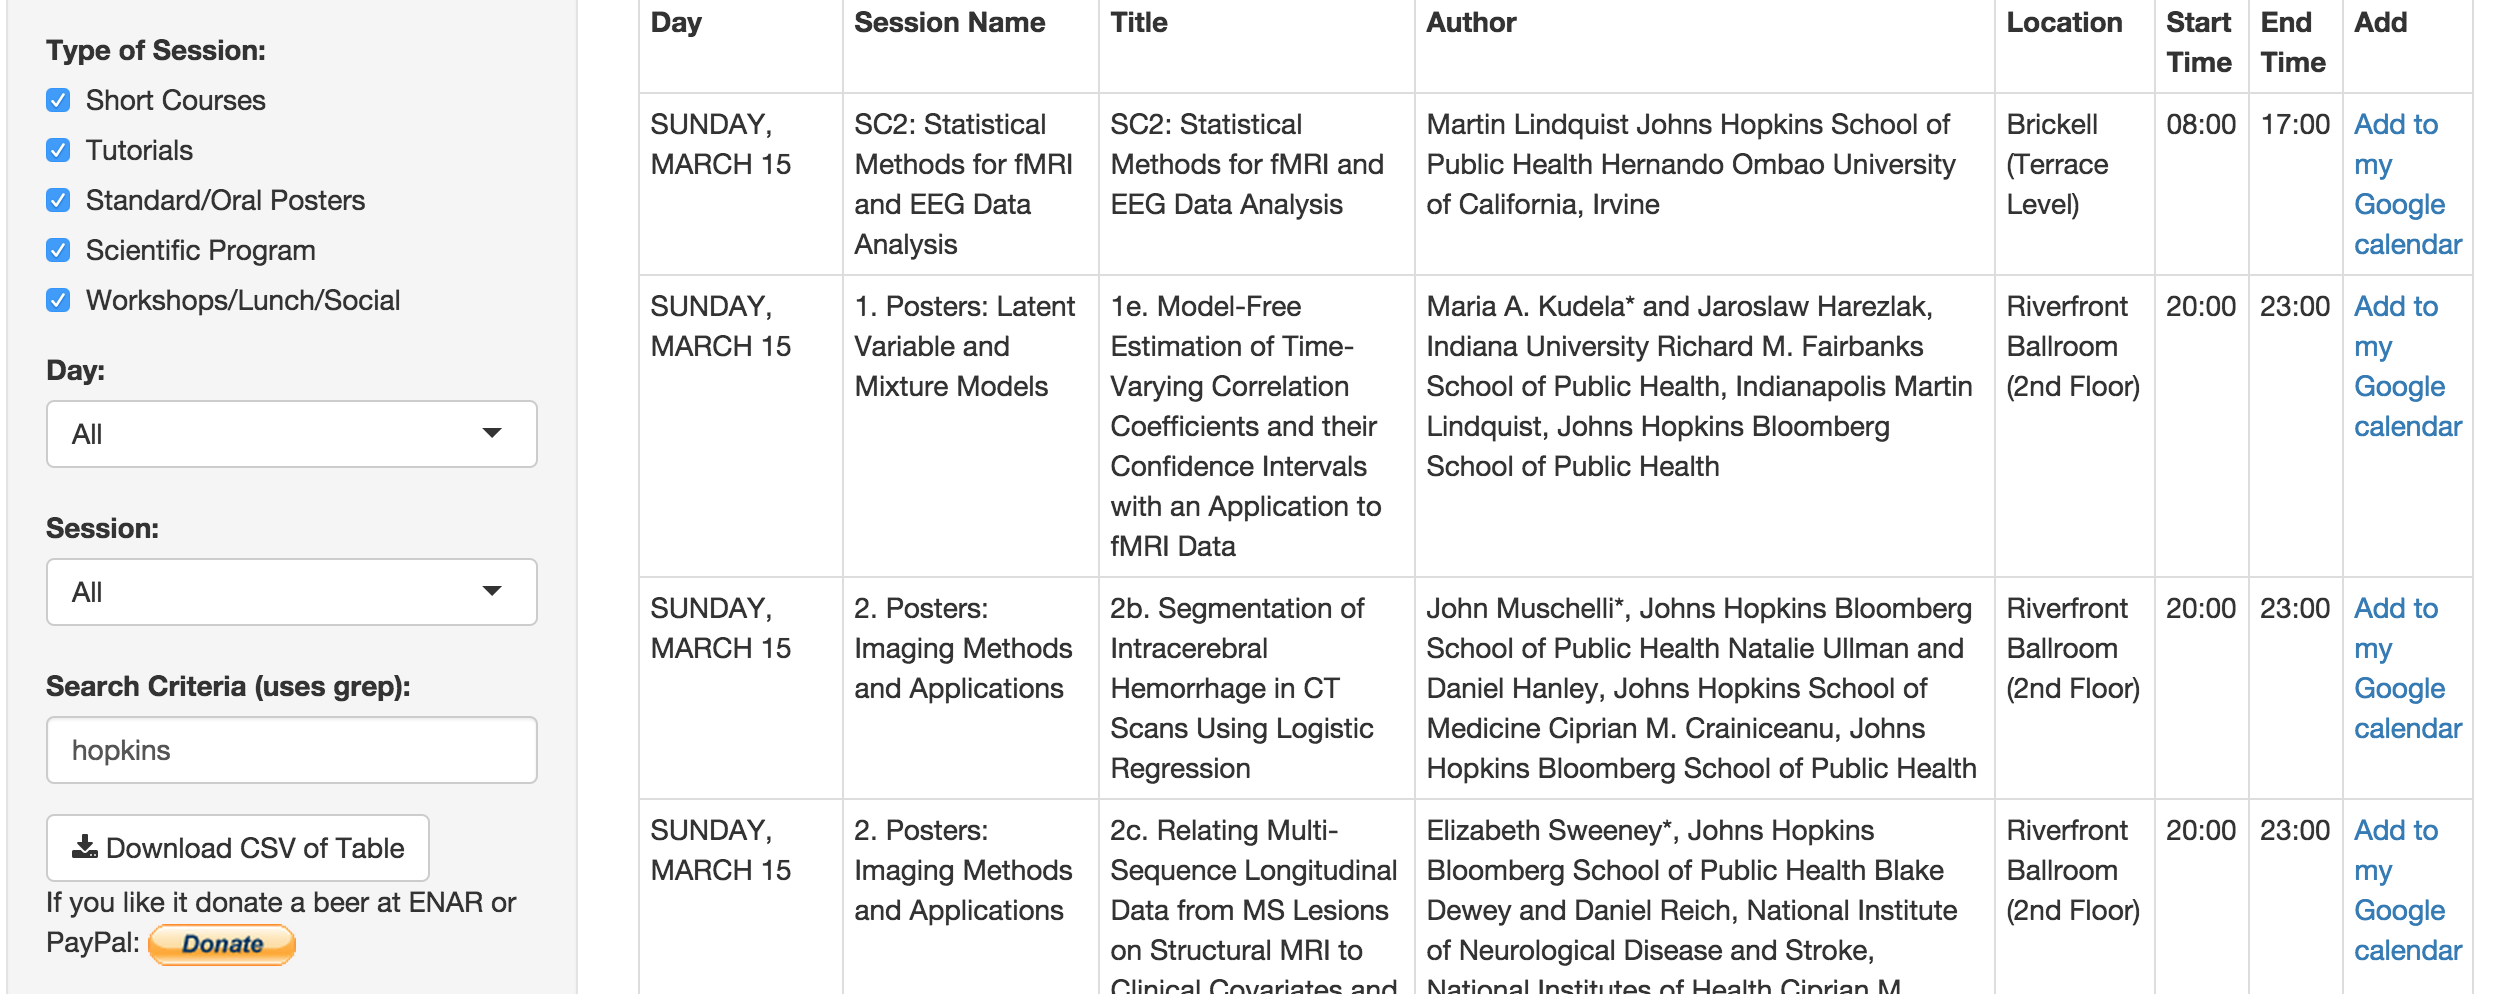 Type of Session:
Short Courses
Tutorials
Standard/Oral Posters
Scientific Program
Workshops/Lunch/Social
Day:
All
Session:
All
Search Criteria (uses grep):
hopkins
Download CSV of Table
If you like it donate a beer at ENAR or
PayPal: Donate
Day
Session Name
Title
Author
Location
Start
Time
End
Time
Add
SUNDAY,
MARCH 15
SC2: Statistical
Methods for fMRI
and EEG Data
Analysis
SC2: Statistical
Methods for fMRI and
EEG Data Analysis
Martin Lindquist Johns Hopkins School of
Public Health Hernando Ombao University
of California, Irvine
Brickell
(Terrace
Level)
08:00
17:00
Add to
my
Google
calendar
SUNDAY,
MARCH 15
1. Posters: Latent
Variable and
Mixture Models
1e. Model-Free
Estimation of Time-
Varying Correlation
Coefficients and their
Confidence Intervals
with an Application to
fMRI Data
Maria A. Kudela* and Jaroslaw Harezlak,
Indiana University Richard M. Fairbanks
School of Public Health, Indianapolis Martin
Lindquist, Johns Hopkins Bloomberg
School of Public Health
Riverfront
Ballroom
(2nd Floor)
20:00
23:00
Add to
my
Google
calendar
SUNDAY,
MARCH 15
2. Posters:
Imaging Methods
and Applications
2b. Segmentation of
Intracerebral
Hemorrhage in CT
Scans Using Logistic
Regression
John Muschelli*, Johns Hopkins Bloomberg
School of Public Health Natalie Ullman and
Daniel Hanley, Johns Hopkins School of
Medicine Ciprian M. Crainiceanu, Johns
Hopkins Bloomberg School of Public Health
Riverfront
Ballroom
(2nd Floor)
20:00
23:00
Add to
my
Google
calendar
SUNDAY,
MARCH 15
2. Posters:
Imaging Methods
and Applications
2c. Relating Multi-
Sequence Longitudinal
Data from MS Lesions
on Structural MRI to
Clinical Covariates and
Elizabeth Sweeney*, Johns Hopkins
Bloomberg School of Public Health Blake
Dewey and Daniel Reich, National Institute
of Neurological Disease and Stroke,
National Institutes of Health Ciprian M.
Riverfront
Ballroom
(2nd Floor)
20:00
23:00
Add to
my
Google
calendar